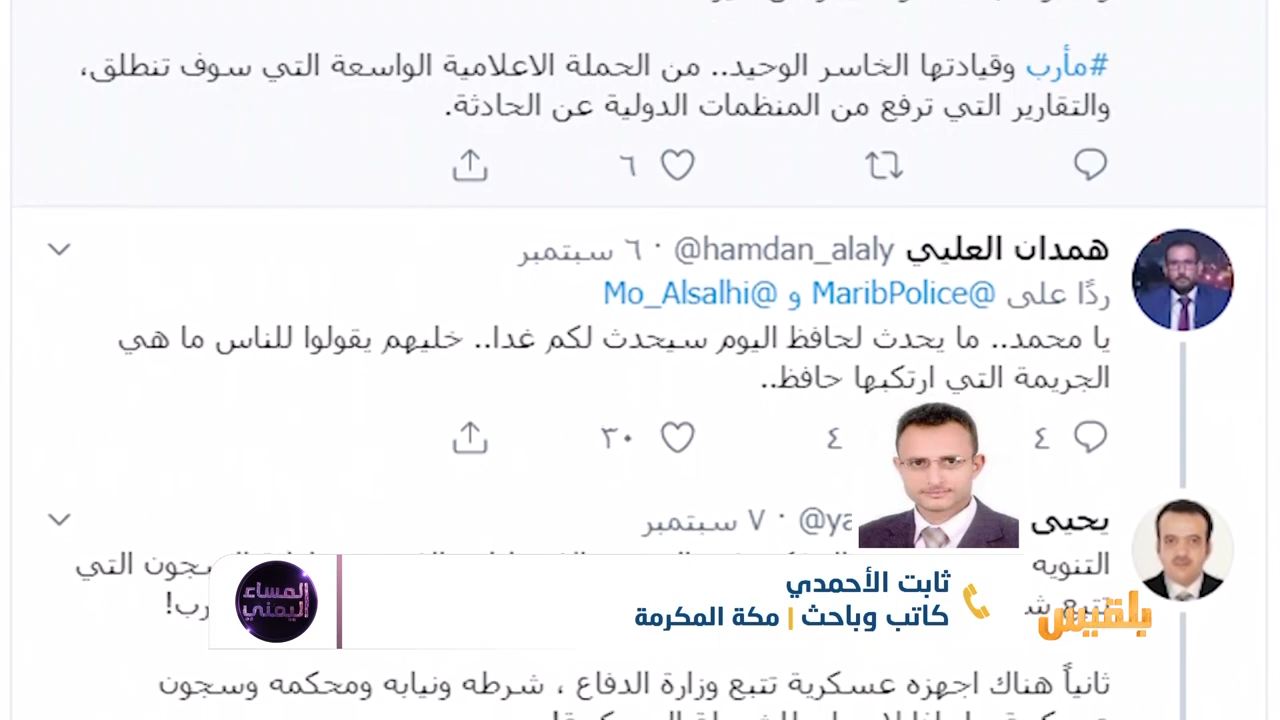 #مأرب وقيادتها الخاسر الوحيد.. من الحملة الاعلامية الواسعة التي سوف تنطلق،
والتقارير التي ترفع من المنظمات الدولية عن الحادثة.
٦
همدان العليي @hamdan_alaly · ٦ سبتمبر
ردًا على @MaribPolice و @Mo_Alsalhi
يا محمد.. ما يحدث لحافظ اليوم سيحدث لكم غدا.. خليهم يقولوا للناس ما هي
الجريمة التي ارتكبها حافظ..
٤ ٤ ٣٠
يحيى @ya · ٧ سبتمبر
التنويه
ثابت الأحمدي
كاتب وباحث | مكة المكرمة
المساء
اليمني
بلقيس
ثانياً هناك اجهزه عسكرية تتبع وزارة الدفاع ، شرطه ونيابه ومحكمه وسجون